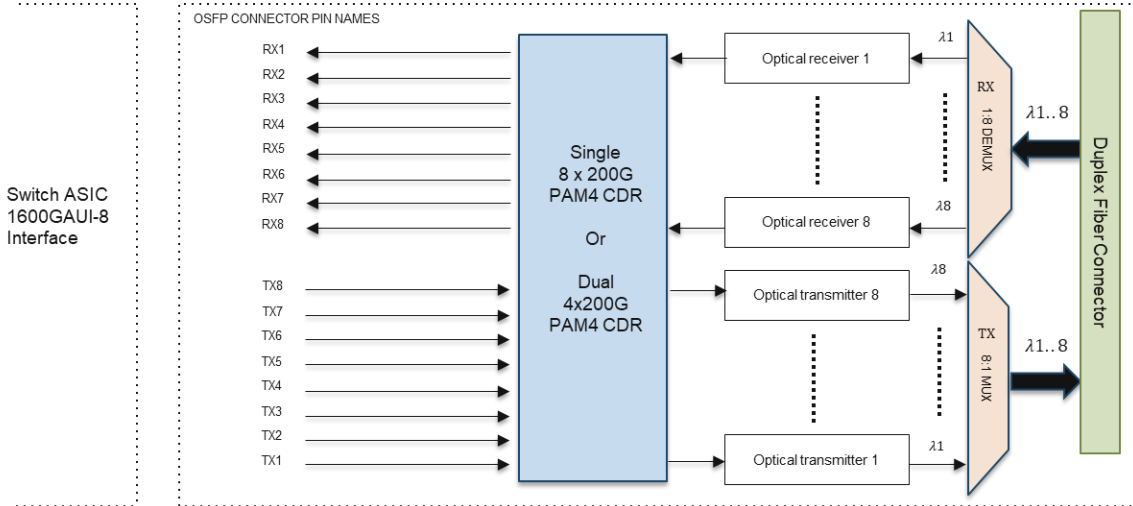 OSFP CONNECTOR PIN NAMES
Switch ASIC
1600GAUI-8
Interface
RX1
RX2
RX3
RX4
RX5
RX6
RX7
RX8
TX8
TX7
TX6
TX5
TX4
TX3
TX2
TX1
Single
8 x 200G
PAM4 CDR
Or
Dual
4x200G
PAM4 CDR
Optical receiver 1
Optical receiver 8
Optical transmitter 8
Optical transmitter 1
λ1
λ8
λ8
λ1
RX
1:8 DEMUX
TX
8:1 MUX
λ1..8
λ1..8
Duplex Fiber Connector